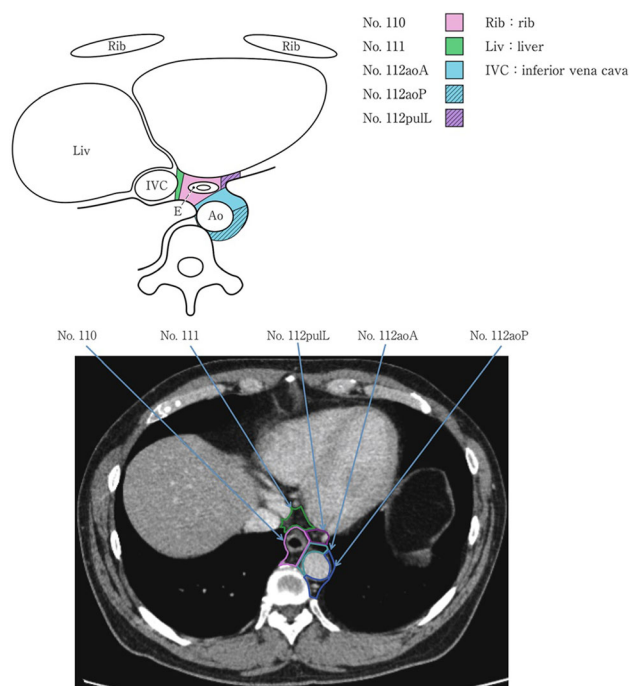 Rib
Rib
No. 110
Rib : rib
No. 111
Liv : liver
No. 112aoA
IVC : inferior vena cava
No. 112aoP
No. 112pulL
Liv
IVC
E
Ao
No. 110
No. 111
No. 112pulL
No. 112aoA
No. 112aoP